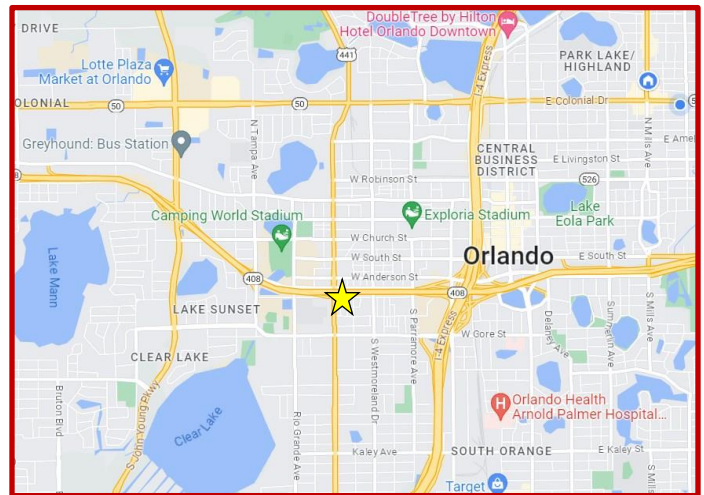 DoubleTree by Hilton
Hotel Orlando Downtown
DRIVE
441
I-4 Express
PARK LAKE/
HIGHLAND
Lotte Plaza
Market at Orlando
OLONIAL
50
50
E Colonial Dr
Greyhound: Bus Station
N Tampa Ave
N Mills Ave
E Amel
CENTRAL
BUSINESS
DISTRICT
E Livingston St
W Robinson St
526
Camping World Stadium
Exploria Stadium
Lake
Eola Park
W Church St
Lake Mann
W South St
Orlando
E South St
W Anderson St
408
408
LAKE SUNSET
S Parramore Ave
I-4 Express
W Gore St
Delaney Ave
Summerlin Ave
S Mills Ave
CLEAR LAKE
S Westmoreland Dr
Bruton Blvd
S John Young Pkwy
Clear Lake
Rio Grande Ave
Orlando Health
Arnold Palmer Hospital...
Kaley Ave
SOUTH ORANGE
E Kaley St
S Mills
Target